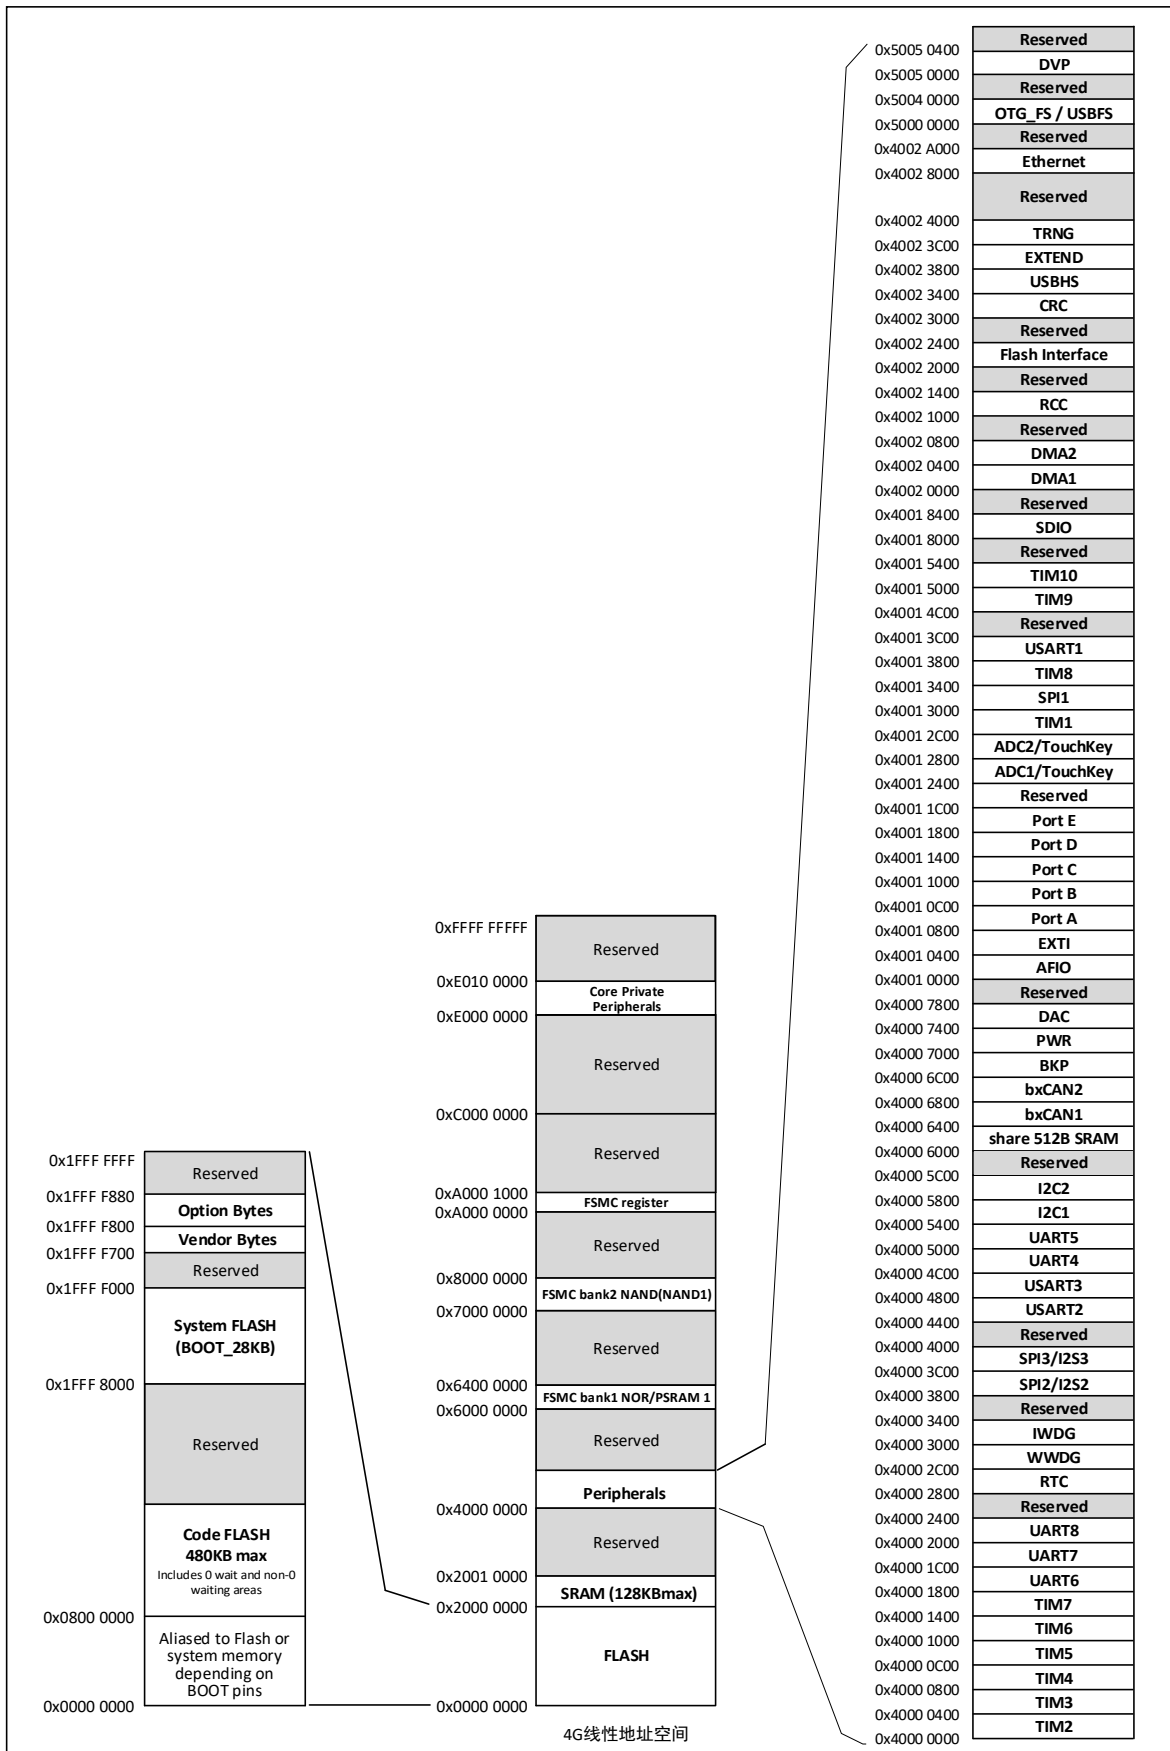 0x1FFF FFFF
Reserved
0x1FFF F880
Option Bytes
0x1FFF F800
Vendor Bytes
0x1FFF F700
Reserved
0x1FFF F000
System FLASH
(BOOT_28KB)
0x1FFF 8000
Reserved
Code FLASH
480KB max
Includes 0 wait and non-0
waiting areas
0x0800 0000
Aliased to Flash or
system memory
depending on
BOOT pins
0x0000 0000
0xFFFF FFFFF
Reserved
0xE010 0000
Core Private
Peripherals
0xE000 0000
Reserved
0xC000 0000
Reserved
0xA000 1000
FSMC register
0xA000 0000
Reserved
0x8000 0000
FSMC bank2 NAND(NAND1)
0x7000 0000
Reserved
0x6400 0000
FSMC bank1 NOR/PSRAM 1
0x6000 0000
Reserved
Peripherals
0x4000 0000
Reserved
0x2001 0000
SRAM (128KBmax)
0x2000 0000
FLASH
0x0000 0000
4G线性地址空间
Reserved
0x5005 0400
DVP
0x5005 0000
Reserved
0x5004 0000
OTG_FS / USBFS
0x5000 0000
Reserved
0x4002 A000
Ethernet
0x4002 8000
Reserved
0x4002 4000
TRNG
0x4002 3C00
EXTEND
0x4002 3800
USBHS
0x4002 3400
CRC
0x4002 3000
Reserved
0x4002 2400
Flash Interface
0x4002 2000
Reserved
0x4002 1400
RCC
0x4002 1000
Reserved
0x4002 0800
DMA2
0x4002 0400
DMA1
0x4002 0000
Reserved
0x4001 8400
SDIO
0x4001 8000
Reserved
0x4001 5400
TIM10
0x4001 5000
TIM9
0x4001 4C00
Reserved
0x4001 3C00
USART1
0x4001 3800
TIM8
0x4001 3400
SPI1
0x4001 3000
TIM1
0x4001 2C00
ADC2/TouchKey
0x4001 2800
ADC1/TouchKey
0x4001 2400
Reserved
0x4001 1C00
Port E
0x4001 1800
Port D
0x4001 1400
Port C
0x4001 1000
Port B
0x4001 0C00
Port A
0x4001 0800
EXTI
0x4001 0400
AFIO
0x4001 0000
Reserved
0x4000 7800
DAC
0x4000 7400
PWR
0x4000 7000
BKP
0x4000 6C00
bxCAN2
0x4000 6800
bxCAN1
0x4000 6400
share 512B SRAM
0x4000 6000
Reserved
0x4000 5C00
I2C2
0x4000 5800
I2C1
0x4000 5400
UART5
0x4000 5000
UART4
0x4000 4C00
USART3
0x4000 4800
USART2
0x4000 4400
Reserved
0x4000 4000
SPI3/I2S3
0x4000 3C00
SPI2/I2S2
0x4000 3800
Reserved
0x4000 3400
IWDG
0x4000 3000
WWDG
0x4000 2C00
RTC
0x4000 2800
Reserved
0x4000 2400
UART8
0x4000 2000
UART7
0x4000 1C00
UART6
0x4000 1800
TIM7
0x4000 1400
TIM6
0x4000 1000
TIM5
0x4000 0C00
TIM4
0x4000 0800
TIM3
0x4000 0400
TIM2
0x4000 0000